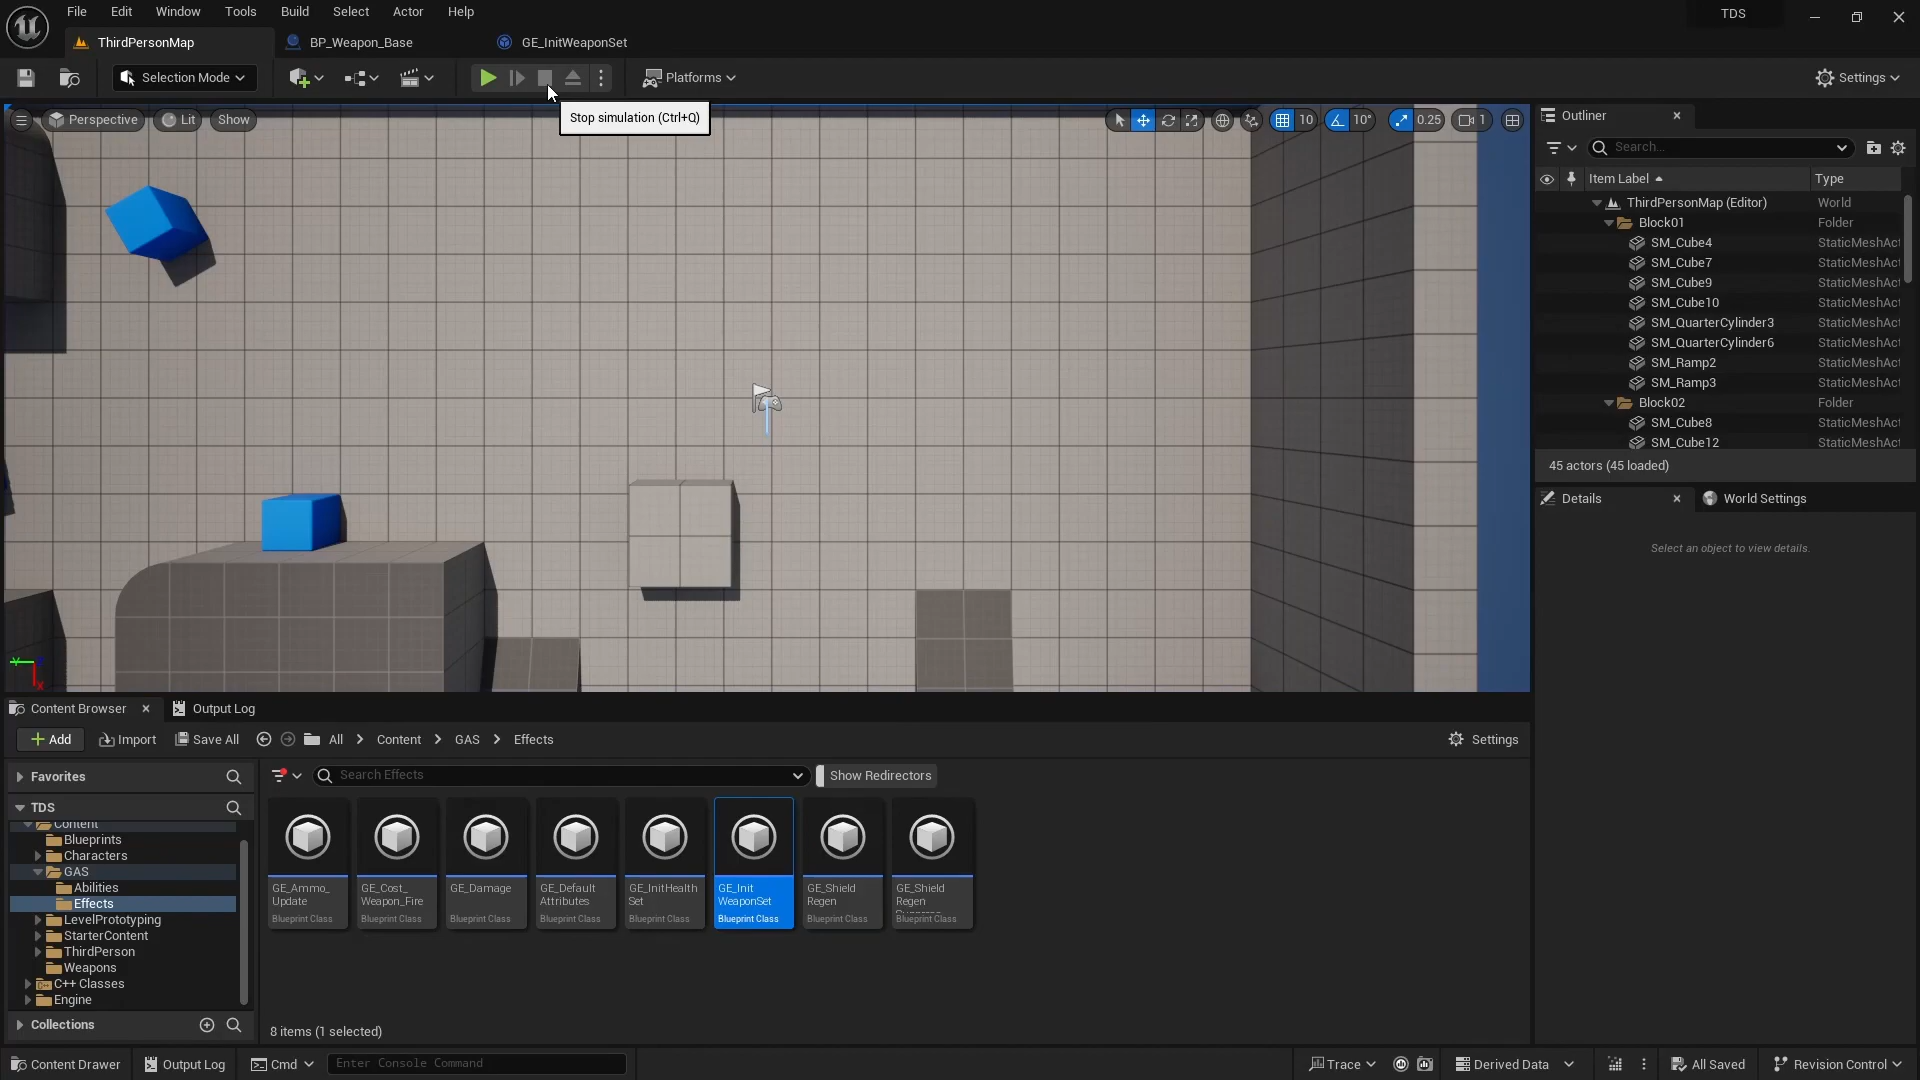 File Edit Window Tools Build Select Actor Help
TDS
ThirdPersonMap
BP_Weapon_Base
GE_InitWeaponSet
Selection Mode
Platforms
Settings
Stop simulation (Ctrl+Q)
Perspective
Lit
Show
10
10°
0.25
1
Outliner
Search...
Item Label
Type
ThirdPersonMap (Editor) World
Block01 Folder
SM_Cube4 StaticMeshAct
SM_Cube7 StaticMeshAct
SM_Cube9 StaticMeshAct
SM_Cube10 StaticMeshAct
SM_QuarterCylinder3 StaticMeshAct
SM_QuarterCylinder6 StaticMeshAct
SM_Ramp2 StaticMeshAct
SM_Ramp3 StaticMeshAct
Block02 Folder
SM_Cube8 StaticMeshAct
SM_Cube12 StaticMeshAct
45 actors (45 loaded)
Details
World Settings
Select an object to view details.
Content Browser
Output Log
Add
Import
Save All
All
Content
GAS
Effects
Settings
Favorites
TDS
Content
Blueprints
Characters
GAS
Abilities
Effects
LevelPrototyping
StarterContent
ThirdPerson
Weapons
C++ Classes
Engine
Collections
Search Effects
Show Redirectors
GE_Ammo_
Update
Blueprint Class
GE_Cost_
Weapon_Fire
Blueprint Class
GE_Damage
Blueprint Class
GE_Default
Attributes
Blueprint Class
GE_InitHealth
Set
Blueprint Class
GE_Init
WeaponSet
Blueprint Class
GE_Shield
Regen
Blueprint Class
GE_Shield
Regen
Blueprint Class
8 items (1 selected)
Content Drawer
Output Log
Cmd
Enter Console Command
Trace
Derived Data
All Saved
Revision Control